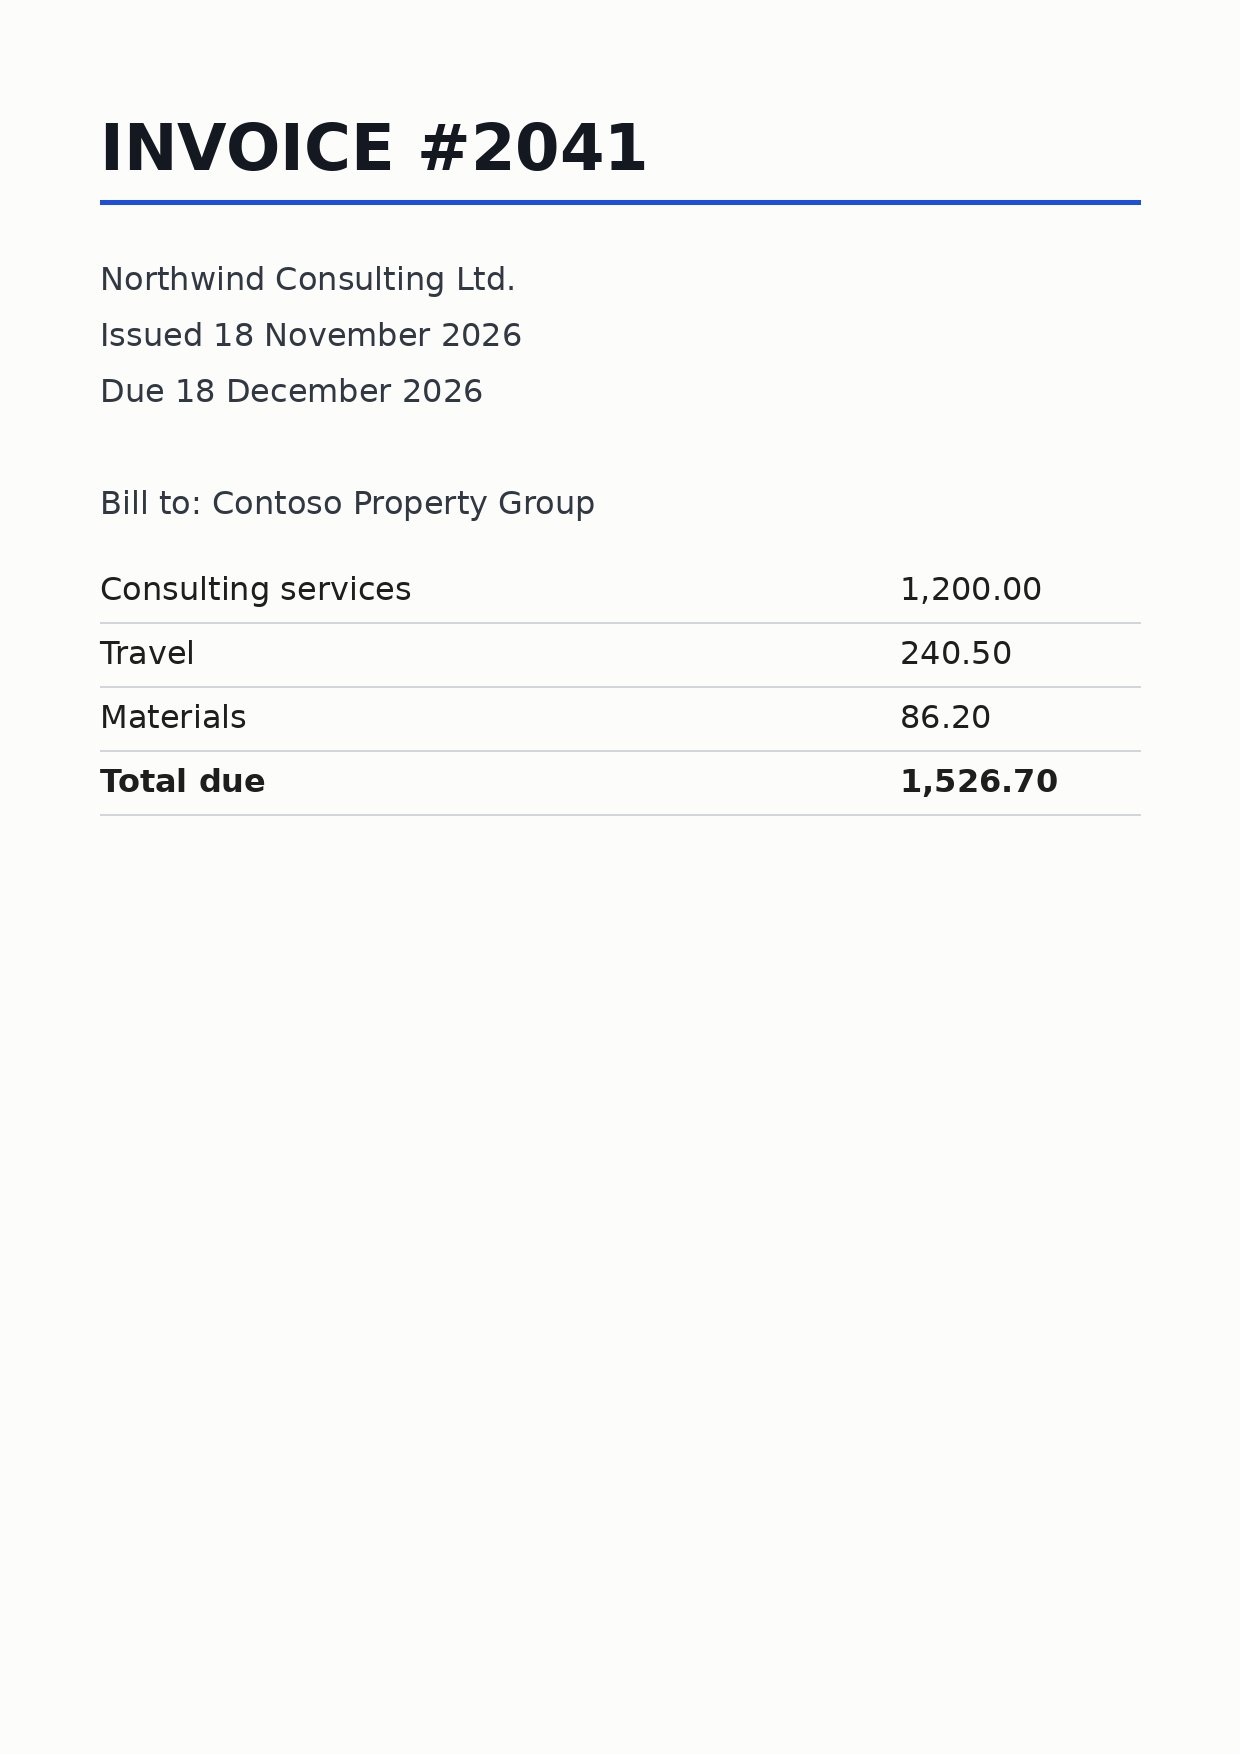 INVOICE #2041
Northwind Consulting Ltd.
Issued 18 November 2026
Due 18 December 2026
Bill to: Contoso Property Group
Consulting services 1,200.00
Travel 240.50
Materials 86.20
Total due 1,526.70